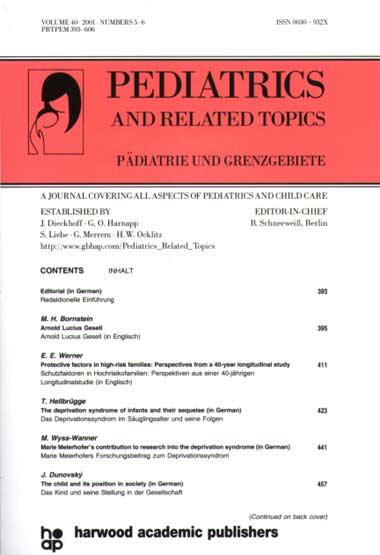 VOLUME 40 · 2001 · NUMBERS 5–6
PRTPEM 393–606
ISSN 0030 – 932X
PEDIATRICS
AND RELATED TOPICS
PÄDIATRIE UND GRENZGEBIETE
A JOURNAL COVERING ALL ASPECTS OF PEDIATRICS AND CHILD CARE
ESTABLISHED BY
J. Dieckhoff · G. O. Harnapp
S. Liebe · G. Merrem · H. W. Ocklitz
http://www.gbhap.com/Pediatrics_Related_Topics
EDITOR-IN-CHIEF
B. Schneeweiß, Berlin
CONTENTS INHALT
Editorial (in German) 393
Redaktionelle Einführung
M. H. Bornstein
Arnold Lucius Gesell 395
Arnold Lucius Gesell (in Englisch)
E. E. Werner
Protective factors in high-risk families: Perspectives from a 40-year longitudinal study 411
Schutzfaktoren in Hochrisikofamilien: Perspektiven aus einer 40-jährigen
Longitudinalstudie (in Englisch)
T. Hellbrügge
The deprivation syndrome of infants and their sequelae (in German) 423
Das Deprivationssyndrom im Säuglingsalter und seine Folgen
M. Wyss-Wanner
Marie Meierhofer's contribution to research into the deprivation syndrome (in German) 441
Marie Meierhofers Forschungsbeitrag zum Deprivationssyndrom
J. Dunovský
The child and its position in society (in German) 457
Das Kind und seine Stellung in der Gesellschaft
(Continued on back cover)
h
ap
harwood academic publishers